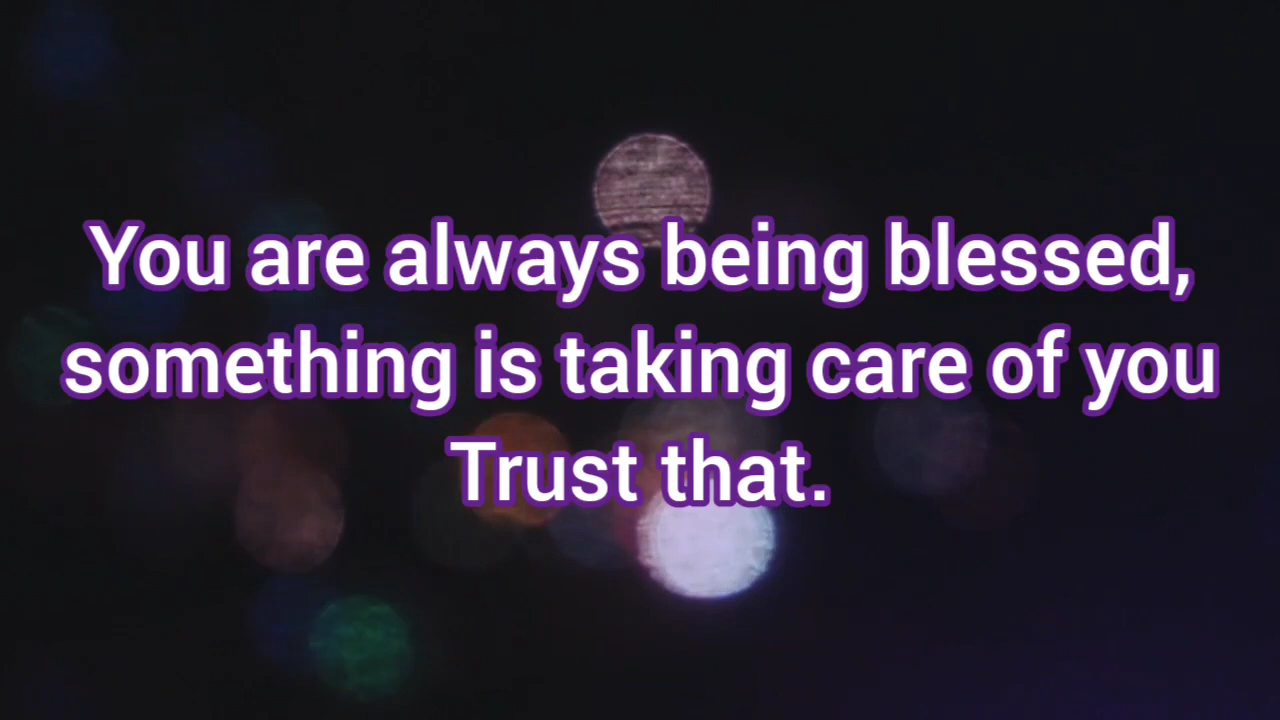 You are always being blessed,
something is taking care of you
Trust that.